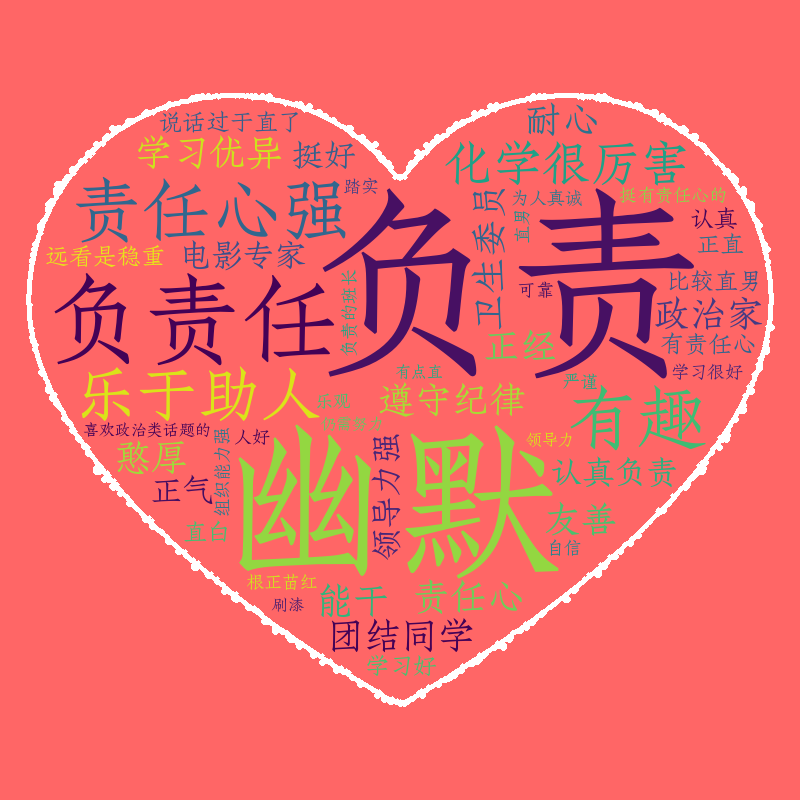 说话过于直了
耐心
学习优异
挺好
化学很厉害
责任心强
踏实
卫生委员
为人真诚
挺有责任心的
直男
认真
远看是稳重
电影专家
负责
正直
负责任
负责的班长
可靠
比较直男
政治家
正经
有责任心
有点直
严谨
学习很好
乐于助人
乐观
遵守纪律
有趣
喜欢政治类话题的
人好
憨厚
组织能力强
幽默
领导力强
领导力
认真负责
正气
友善
自信
根正苗红
刷漆
能干
责任心
团结同学
学习好